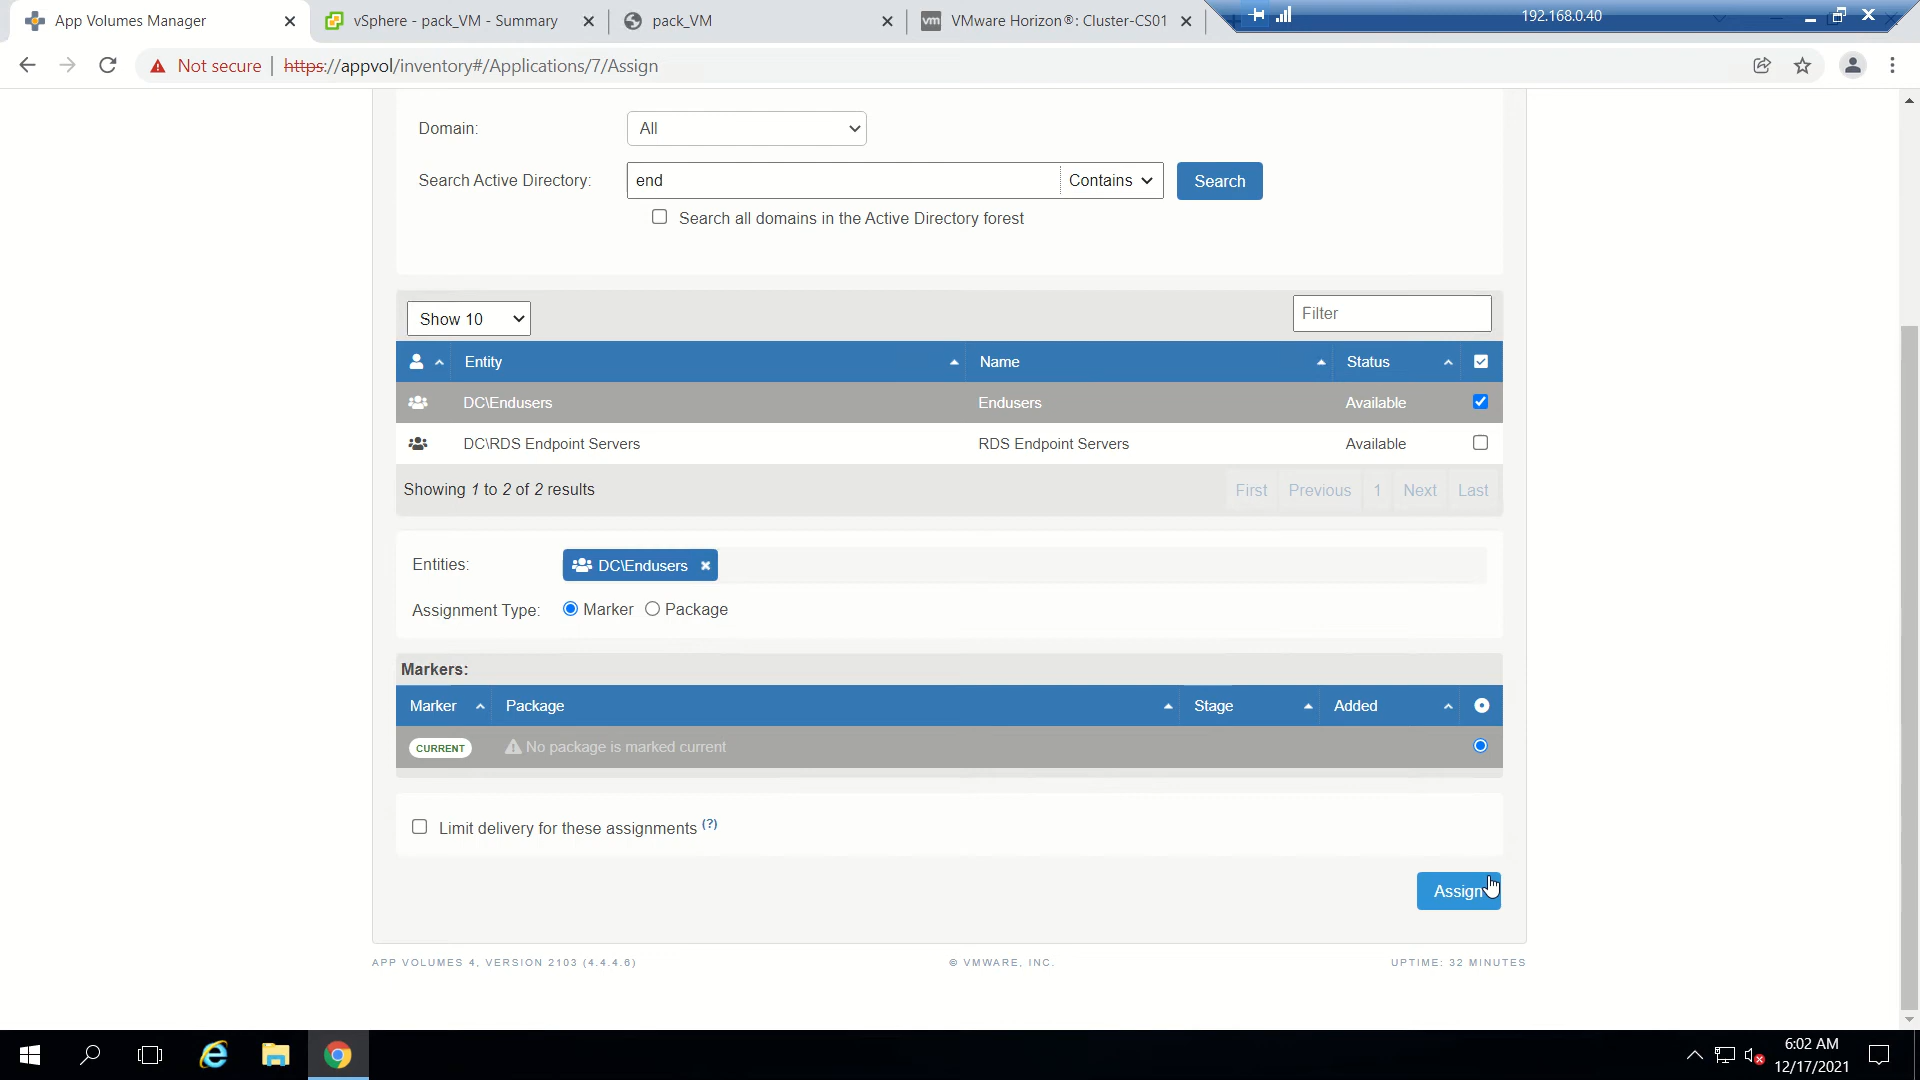 App Volumes Manager
vSphere - pack_VM - Summary
pack_VM
vm VMware Horizon®: Cluster-CS01
192.168.0.40
Not secure
https://appvol/inventory#/Applications/7/Assign
Domain: All
Search Active Directory: end Contains Search
Search all domains in the Active Directory forest
Show 10 Filter
Entity Name Status
DC\Endusers Endusers Available
DC\RDS Endpoint Servers RDS Endpoint Servers Available
Showing 1 to 2 of 2 results First Previous 1 Next Last
Entities: DC\Endusers
Assignment Type: Marker Package
Markers:
Marker Package Stage Added
CURRENT No package is marked current
Limit delivery for these assignments (?)
Assign
APP VOLUMES 4, VERSION 2103 (4.4.4.6) © VMWARE, INC. UPTIME: 32 MINUTES
6:02 AM
12/17/2021